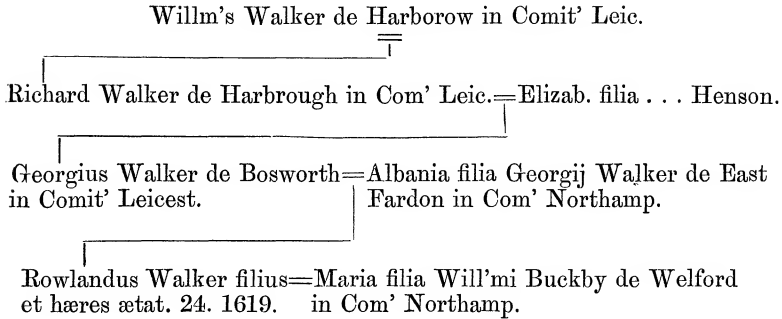 Willm's Walker de Harborow in Comit' Leic.
Richard Walker de Harbrough in Com' Leic.=Elizab. filia . . . Henson.
Georgius Walker de Bosworth=Albania filia Georgij Walker de East
in Comit' Leicest. Fardon in Com' Northamp.
Rowlandus Walker filius=Maria filia Will'mi Buckby de Welford
et hæres ætat. 24. 1619. in Com' Northamp.